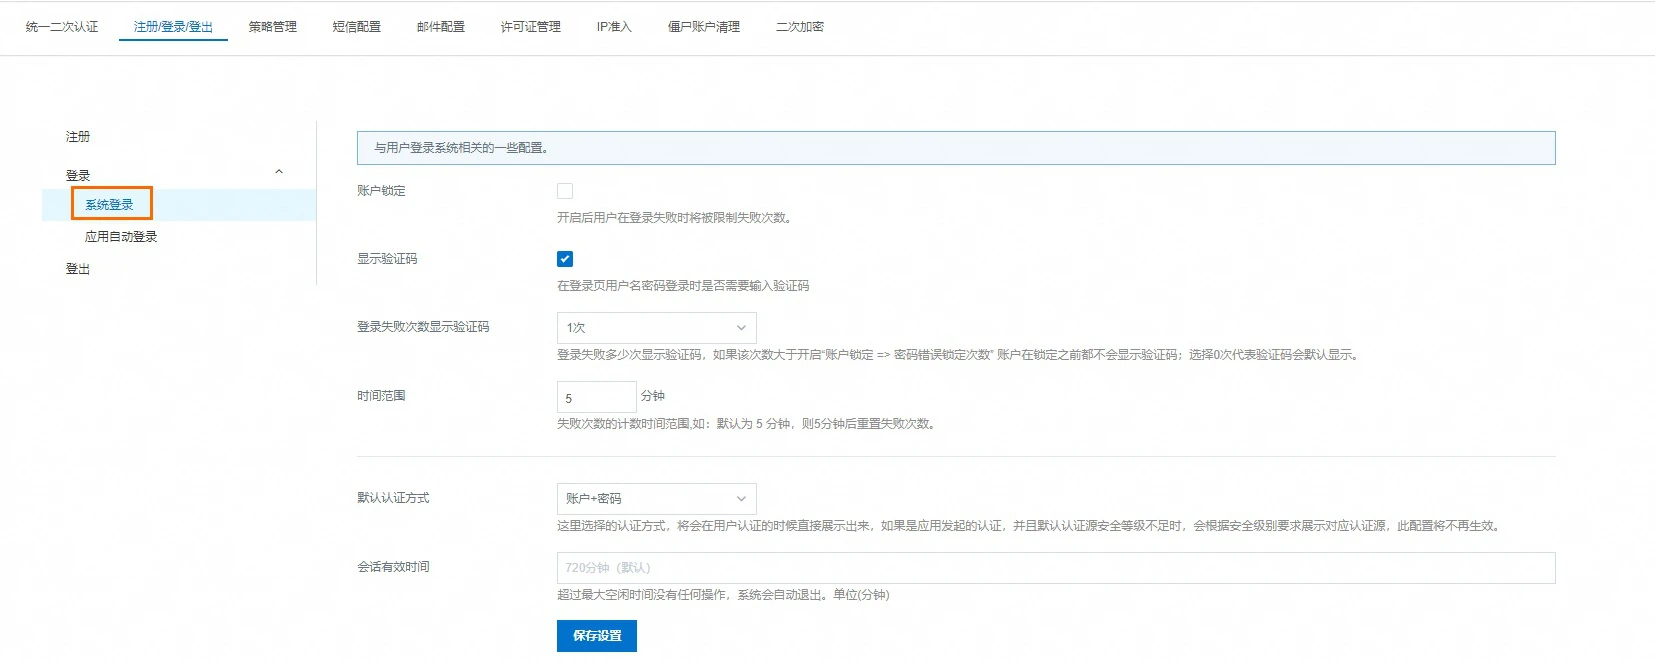 统一二次认证 注册/登录/登出 策略管理 短信配置 邮件配置 许可证管理 IP准入 僵尸账户清理 二次加密
注册
登录
系统登录
应用自动登录
登出
与用户登录系统相关的一些配置。
账户锁定
开启后用户在登录失败时将被限制失败次数。
显示验证码
在登录页用户名密码登录时是否需要输入验证码
登录失败次数显示验证码 1次
登录失败多少次显示验证码，如果该次数大于开启“账户锁定 => 密码错误锁定次数” 账户在锁定之前都不会显示验证码；选择0次代表验证码会默认显示。
时间范围 5 分钟
失败次数的计数时间范围,如：默认为 5 分钟，则5分钟后重置失败次数。
默认认证方式 账户+密码
这里选择的认证方式，将会在用户认证的时候直接展示出来，如果是应用发起的认证，并且默认认证源安全等级不足时，会根据安全级别要求展示对应认证源，此配置将不再生效。
会话有效时间 720分钟（默认）
超过最大空闲时间没有任何操作，系统会自动退出。单位(分钟)
保存设置